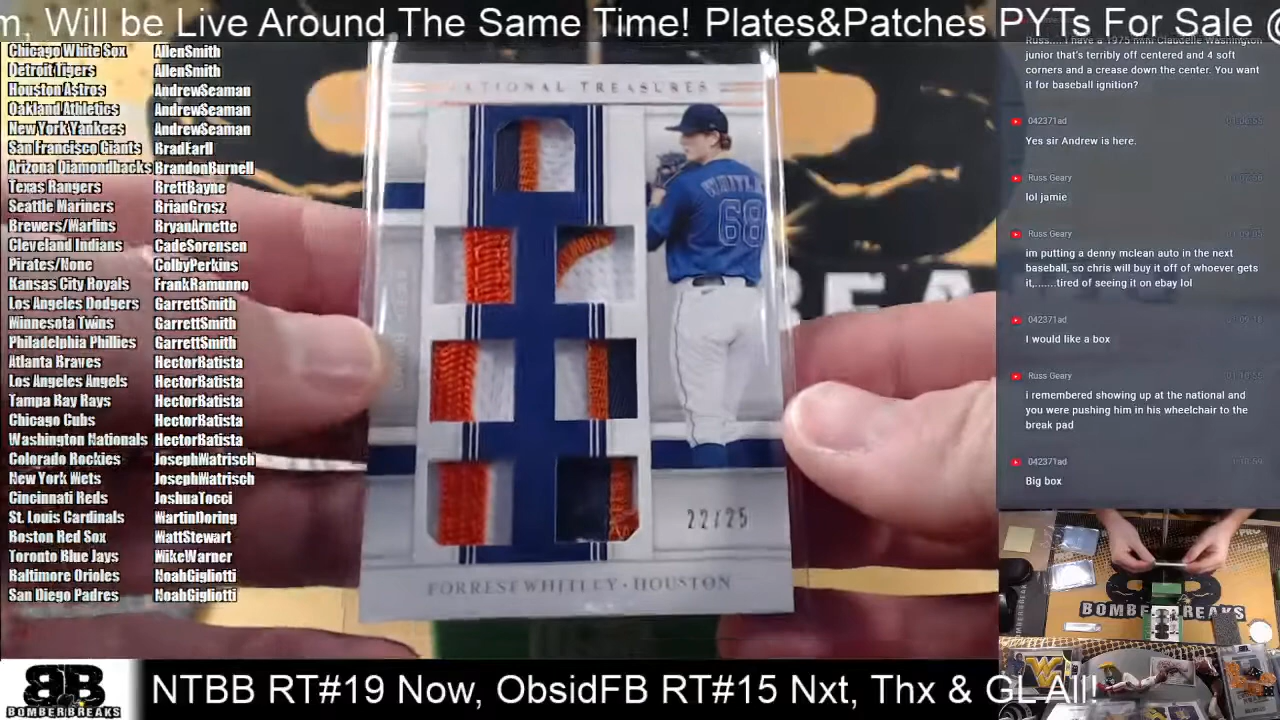 m, Will be Live Around The Same Time! Plates&Patches PYTs For Sale @
Chicago White Sox AllenSmith
Detroit Tigers AllenSmith
Houston Astros AndrewSeaman
Oakland Athletics AndrewSeaman
New York Yankees AndrewSeaman
San Francisco Giants BradEarll
Arizona Diamondbacks BrandonBurnell
Texas Rangers BrettBayne
Seattle Mariners BrianGrosz
Brewers/Marlins BryanArnette
Cleveland Indians CadeSorensen
Pirates/None ColbyPerkins
Kansas City Royals FrankRamunno
Los Angeles Dodgers GarrettSmith
Minnesota Twins GarrettSmith
Philadelphia Phillies GarrettSmith
Atlanta Braves HectorBatista
Los Angeles Angels HectorBatista
Tampa Bay Rays HectorBatista
Chicago Cubs HectorBatista
Washington Nationals HectorBatista
Colorado Rockies JosephMatrisch
New York Mets JosephMatrisch
Cincinnati Reds JoshuaTocci
St. Louis Cardinals MartinDoring
Boston Red Sox MattStewart
Toronto Blue Jays MikeWarner
Baltimore Orioles NoahGigliotti
San Diego Padres NoahGigliotti
NATIONAL TREASURES
WHITLEY
68
22/25
FORREST WHITLEY • HOUSTON
Russ.... I have a 1975 mini Claudelle Washington
junior that's terribly off centered and 4 soft
corners and a crease down the center. You want
it for baseball ignition?
042371ad
Yes sir Andrew is here.
Russ Geary
lol jamie
Russ Geary
im putting a denny mclean auto in the next
baseball, so chris will buy it off of whoever gets
it,.......tired of seeing it on ebay lol
042371ad
I would like a box
Russ Geary
i remembered showing up at the national and
you were pushing him in his wheelchair to the
break pad
042371ad
Big box
BOMBERBREAKS
BB
BOMBERBREAKS
NTBB RT#19 Now, ObsidFB RT#15 Nxt, Thx & GL All!